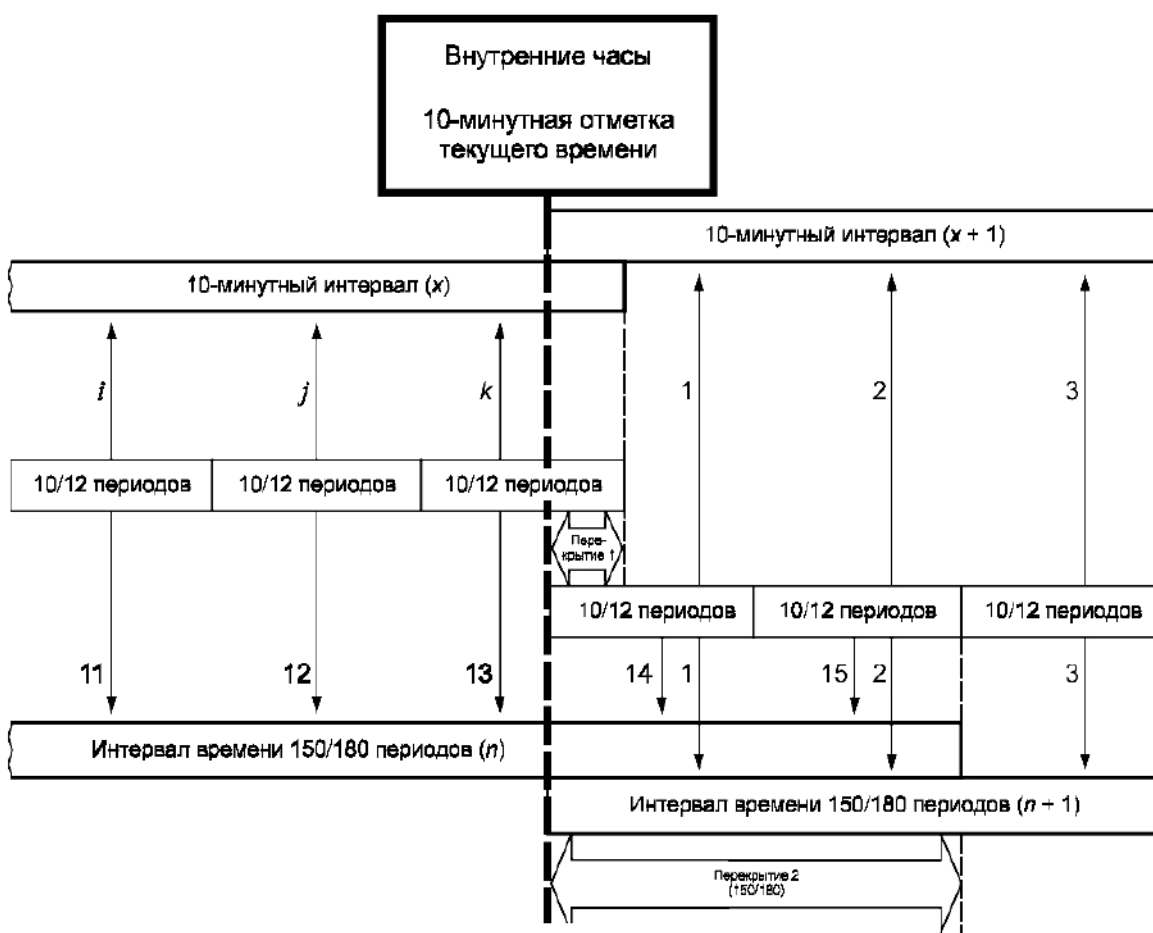 Внутренние часы
10-минутная отметка
текущего времени
10-минутный интервал (x + 1)
10-минутный интервал (x)
i
j
k
1
2
3
10/12 периодов
10/12 периодов
10/12 периодов
Пере-
крытие 1
10/12 периодов
10/12 периодов
10/12 периодов
11
12
13
14
1
15
2
3
Интервал времени 150/180 периодов (n)
Интервал времени 150/180 периодов (n + 1)
Перекрытие 2
(150/180)